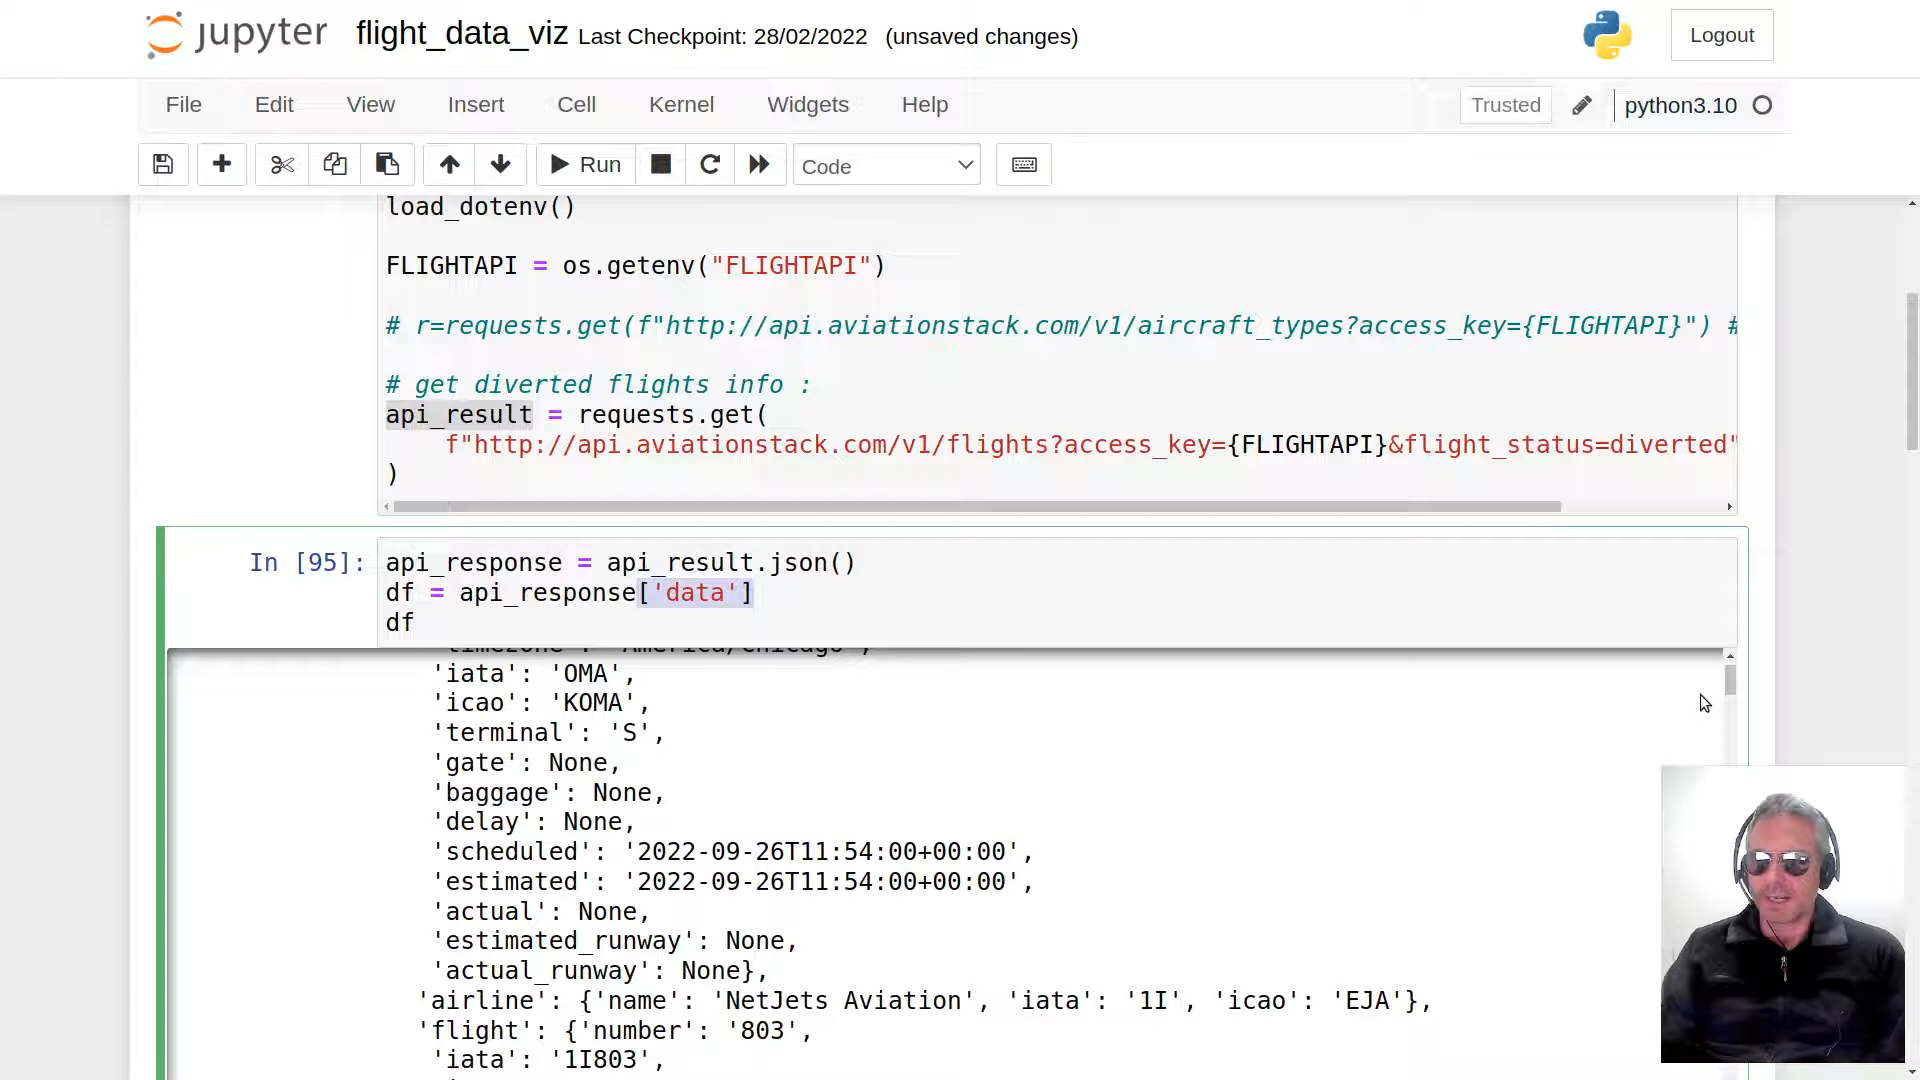 jupyter flight_data_viz Last Checkpoint: 28/02/2022 (unsaved changes) Logout
File Edit View Insert Cell Kernel Widgets Help Trusted python3.10
Run Code
load_dotenv()
FLIGHTAPI = os.getenv("FLIGHTAPI")
# r=requests.get(f"http://api.aviationstack.com/v1/aircraft_types?access_key={FLIGHTAPI}") #
# get diverted flights info :
api_result = requests.get(
f"http://api.aviationstack.com/v1/flights?access_key={FLIGHTAPI}&flight_status=diverted"
)
In [95]: api_response = api_result.json()
df = api_response['data']
df
'timezone': 'America/Chicago',
'iata': 'OMA',
'icao': 'KOMA',
'terminal': 'S',
'gate': None,
'baggage': None,
'delay': None,
'scheduled': '2022-09-26T11:54:00+00:00',
'estimated': '2022-09-26T11:54:00+00:00',
'actual': None,
'estimated_runway': None,
'actual_runway': None},
'airline': {'name': 'NetJets Aviation', 'iata': '1I', 'icao': 'EJA'},
'flight': {'number': '803',
'iata': '1I803',